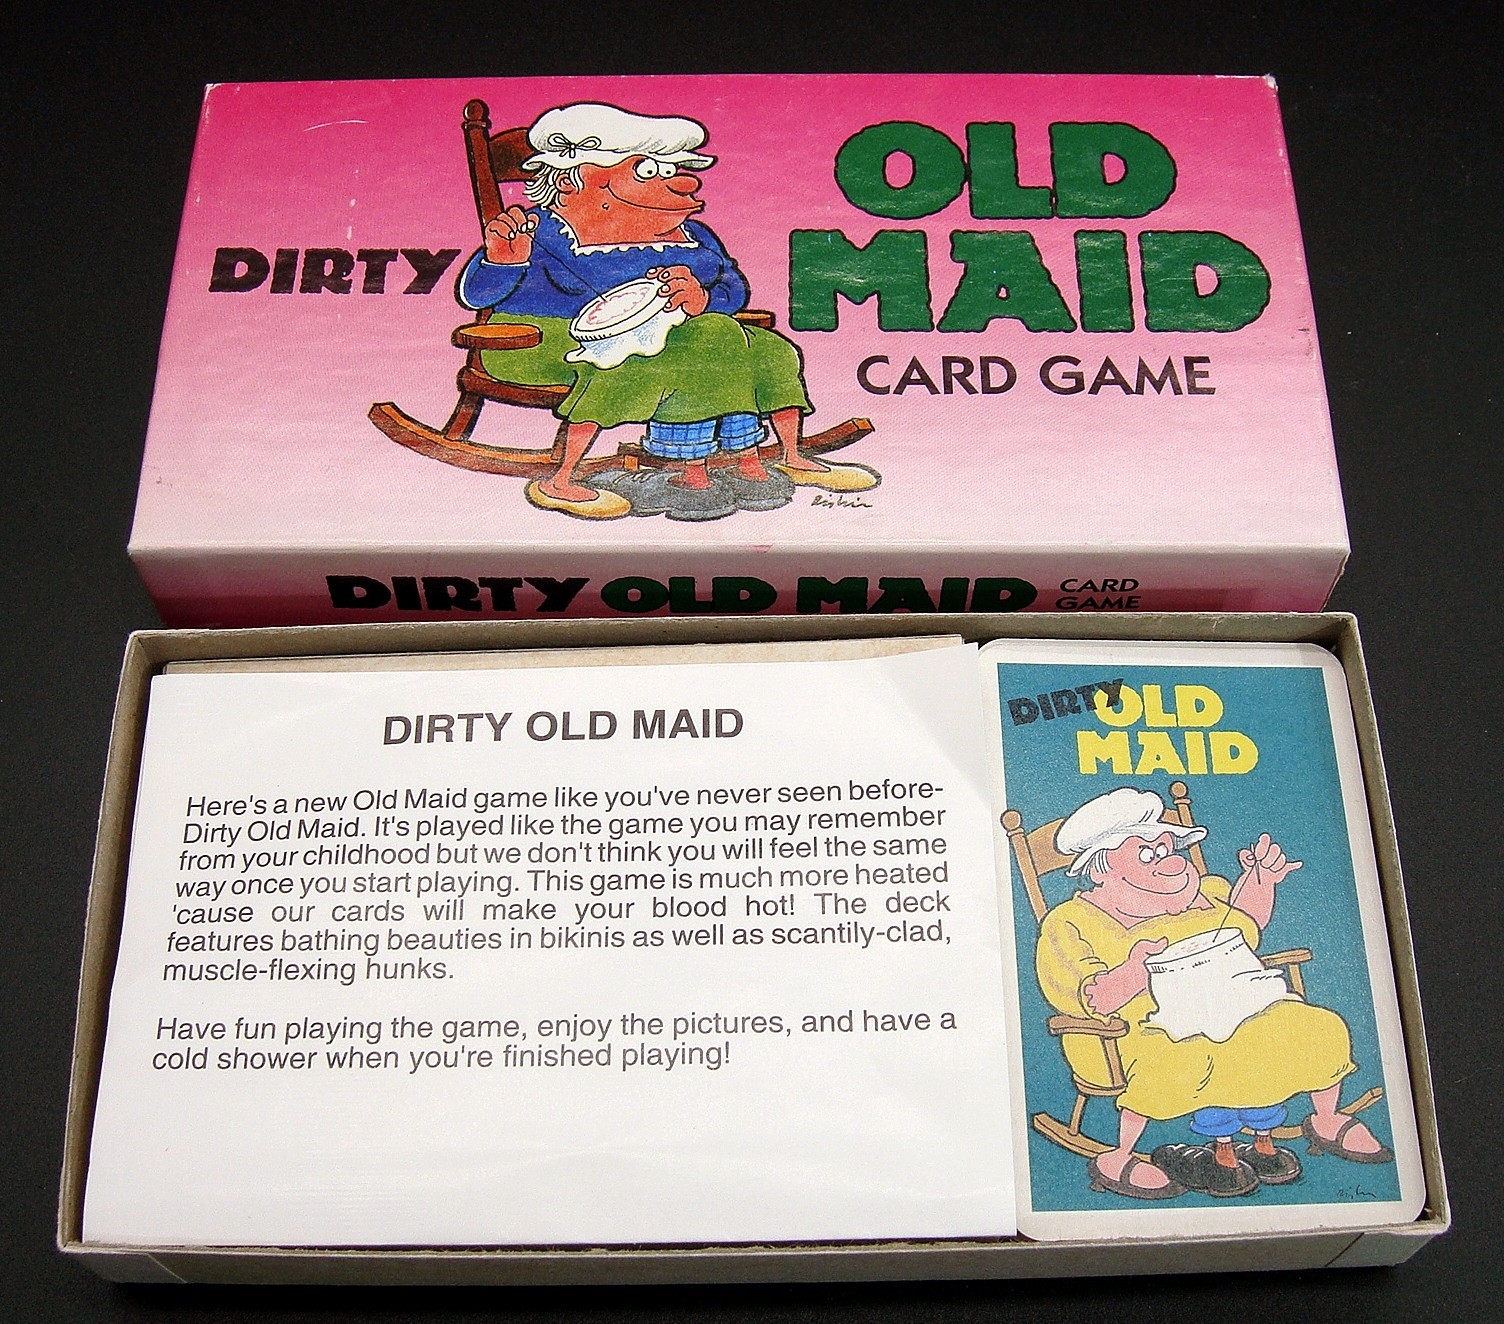 DIRTY
OLD
MAID
CARD GAME
DIRTY OLD MAID CARD
GAME
DIRTY OLD MAID
Here's a new Old Maid game like you've never seen before-
Dirty Old Maid. It's played like the game you may remember
from your childhood but we don't think you will feel the same
way once you start playing. This game is much more heated
'cause our cards will make your blood hot! The deck
features bathing beauties in bikinis as well as scantily-clad,
muscle-flexing hunks.
Have fun playing the game, enjoy the pictures, and have a
cold shower when you're finished playing!
DIRTY OLD
MAID